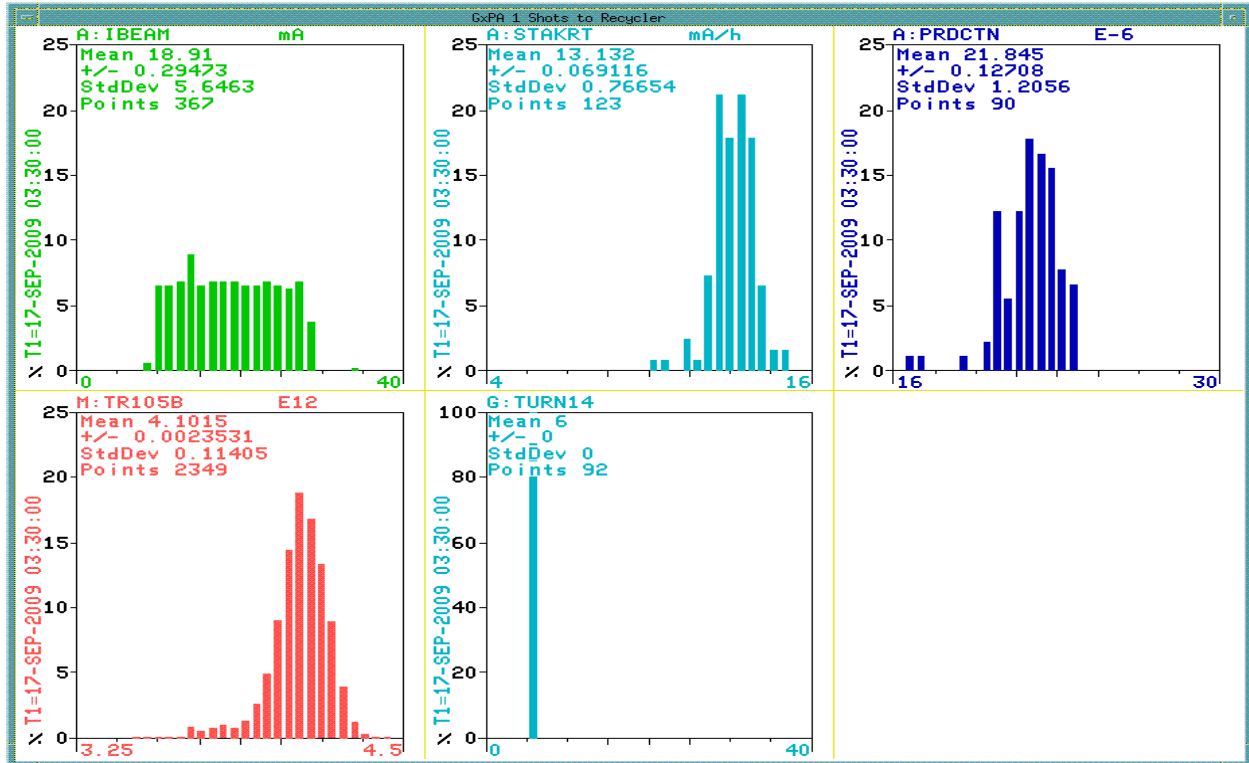 GxPA 1 Shots to Recycler
A:IBEAM mA
Mean 18.91
+/- 0.29473
StdDev 5.6463
Points 367
25
20
15
10
5
0
%
T1=17-SEP-2009 03:30:00
0 40
A:STAKRT mA/h
Mean 13.132
+/- 0.069116
StdDev 0.76654
Points 123
25
20
15
10
5
0
%
T1=17-SEP-2009 03:30:00
4 16
A:PRDCTN E-6
Mean 21.845
+/- 0.12708
StdDev 1.2056
Points 90
25
20
15
10
5
0
%
T1=17-SEP-2009 03:30:00
16 30
M:TR105B E12
Mean 4.1015
+/- 0.0023531
StdDev 0.11405
Points 2349
25
20
15
10
5
0
%
T1=17-SEP-2009 03:30:00
3.25 4.5
G:TURN14
Mean 6
+/- 0
StdDev 0
Points 92
100
80
60
40
20
0
%
T1=17-SEP-2009 03:30:00
0 40